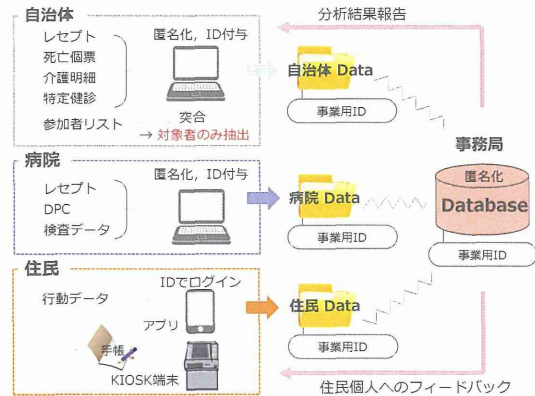 分析結果報告
自治体
レセプト
死亡個票
介護明細
特定健診
参加者リスト
匿名化，ID付与
突合
→ 対象者のみ抽出
自治体 Data
事業用ID
病院
レセプト
DPC
検査データ
匿名化，ID付与
病院 Data
事業用ID
事務局
匿名化
Database
事業用ID
住民
行動データ
IDでログイン
アプリ
手帳
KIOSK端末
住民 Data
事業用ID
住民個人へのフィードバック